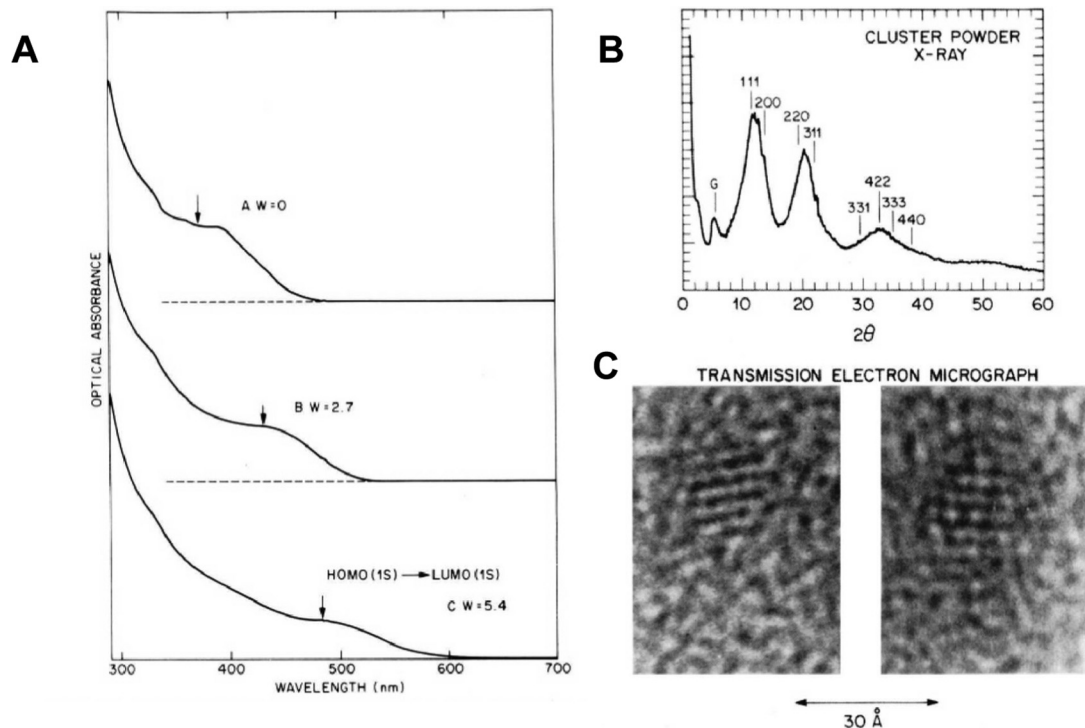 A
OPTICAL ABSORBANCE
A W=0
B W=2.7
HOMO(1S) → LUMO(1S)
C W=5.4
300 400 500 600 700
WAVELENGTH (nm)
B
CLUSTER POWDER
X-RAY
G
111
200
220
311
331
422
333
440
0 10 20 30 40 50 60
2θ
C
TRANSMISSION ELECTRON MICROGRAPH
30 Å